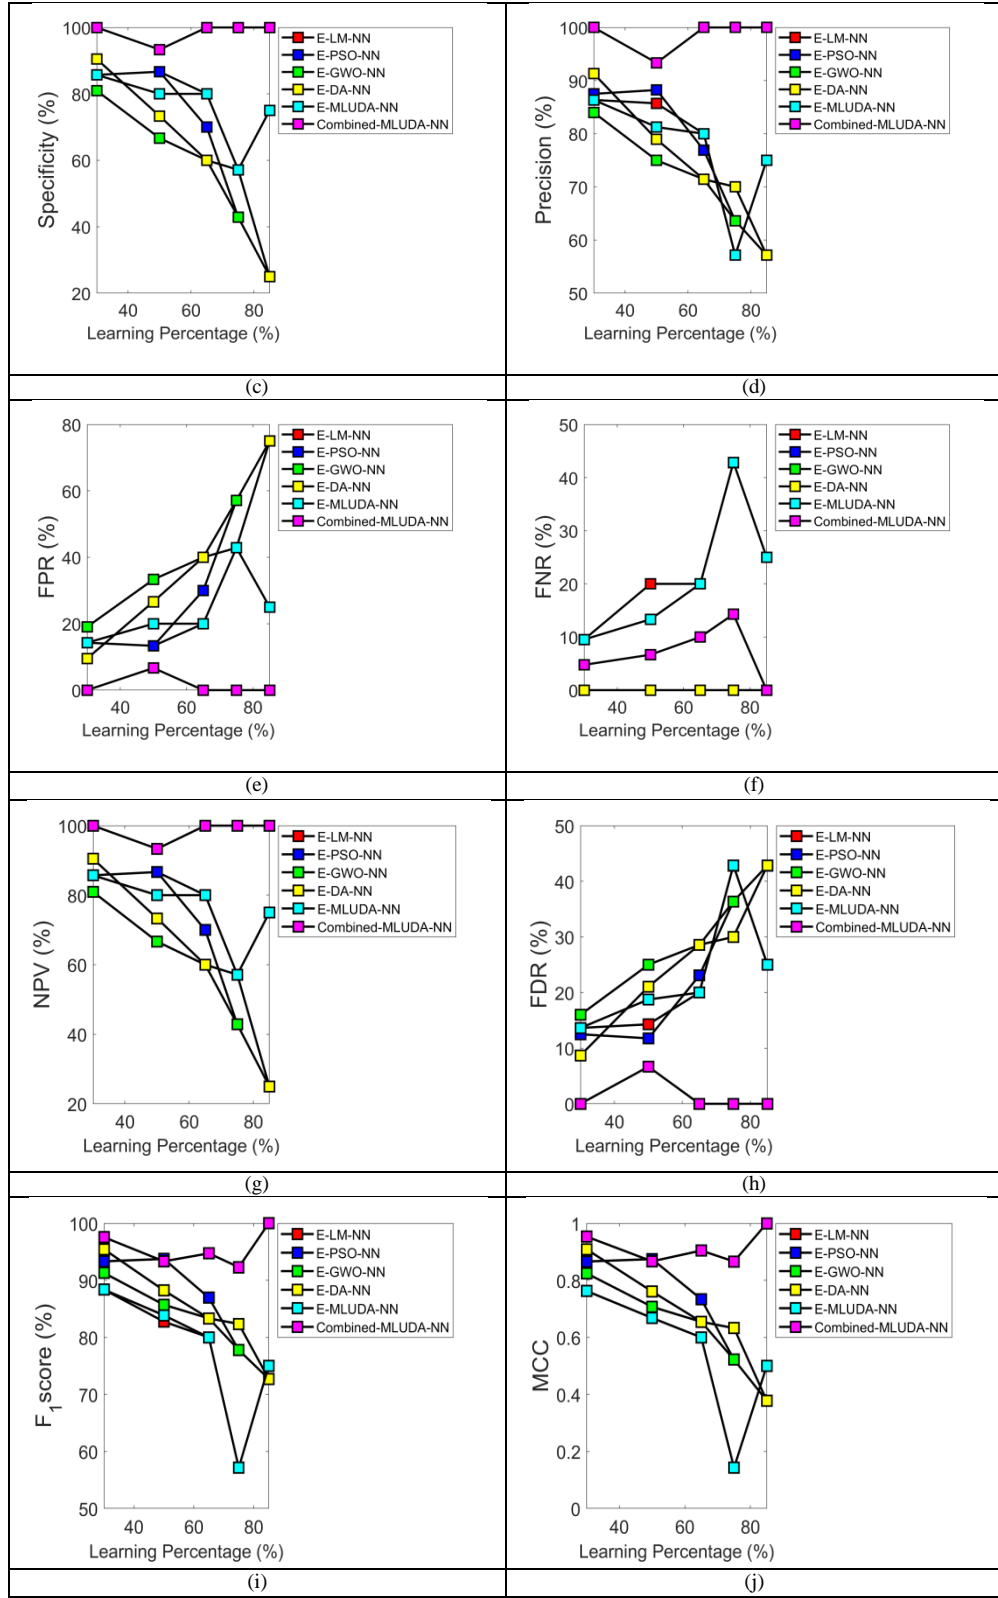 100
80
60
40
20
Specificity (%)
40 60 80
Learning Percentage (%)
E-LM-NN
E-PSO-NN
E-GWO-NN
E-DA-NN
E-MLUDA-NN
Combined-MLUDA-NN
100
90
80
70
60
50
Precision (%)
40 60 80
Learning Percentage (%)
E-LM-NN
E-PSO-NN
E-GWO-NN
E-DA-NN
E-MLUDA-NN
Combined-MLUDA-NN
(c)
(d)
80
60
40
20
0
FPR (%)
40 60 80
Learning Percentage (%)
E-LM-NN
E-PSO-NN
E-GWO-NN
E-DA-NN
E-MLUDA-NN
Combined-MLUDA-NN
50
40
30
20
10
0
FNR (%)
40 60 80
Learning Percentage (%)
E-LM-NN
E-PSO-NN
E-GWO-NN
E-DA-NN
E-MLUDA-NN
Combined-MLUDA-NN
(e)
(f)
100
80
60
40
20
NPV (%)
40 60 80
Learning Percentage (%)
E-LM-NN
E-PSO-NN
E-GWO-NN
E-DA-NN
E-MLUDA-NN
Combined-MLUDA-NN
50
40
30
20
10
0
FDR (%)
40 60 80
Learning Percentage (%)
E-LM-NN
E-PSO-NN
E-GWO-NN
E-DA-NN
E-MLUDA-NN
Combined-MLUDA-NN
(g)
(h)
100
90
80
70
60
50
F1 score (%)
40 60 80
Learning Percentage (%)
E-LM-NN
E-PSO-NN
E-GWO-NN
E-DA-NN
E-MLUDA-NN
Combined-MLUDA-NN
1
0.8
0.6
0.4
0.2
0
MCC
40 60 80
Learning Percentage (%)
E-LM-NN
E-PSO-NN
E-GWO-NN
E-DA-NN
E-MLUDA-NN
Combined-MLUDA-NN
(i)
(j)